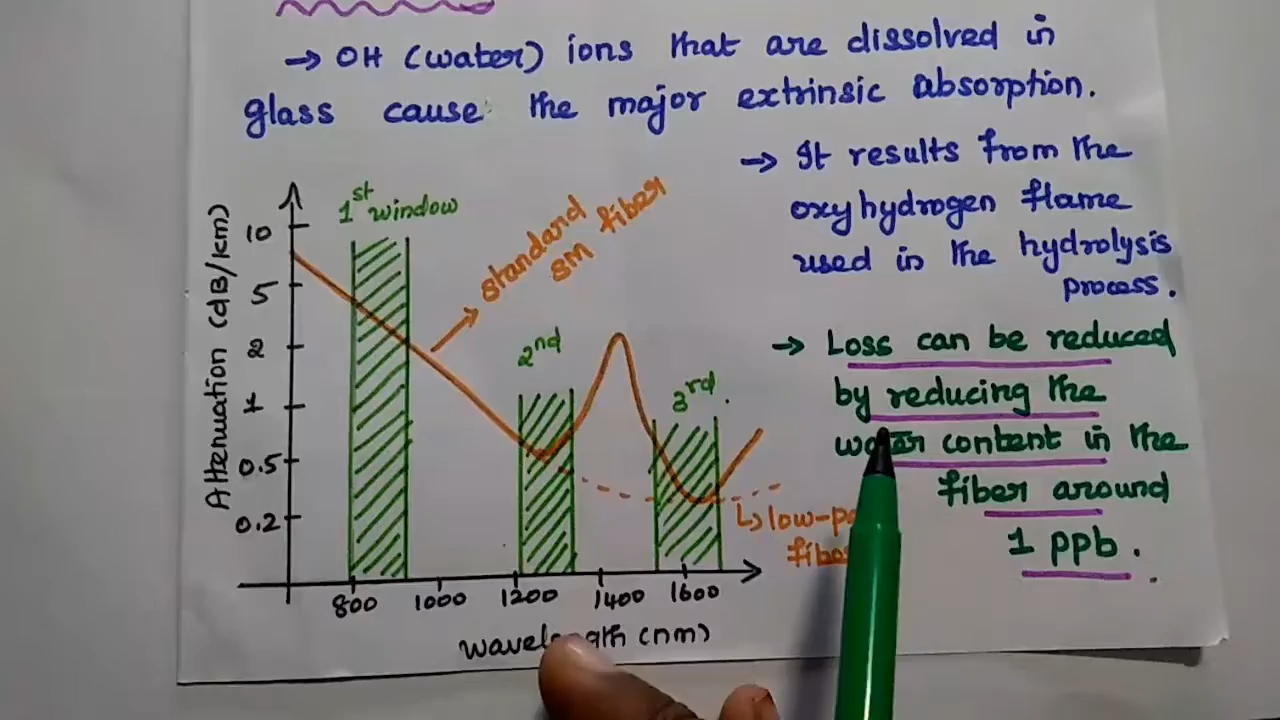 → OH (water) ions that are dissolved in
glass cause the major extrinsic absorption.
→ It results from the
oxyhydrogen flame
used in the hydrolysis
process.
→ Loss can be reduced
by reducing the
water content in the
fiber around
1 ppb.
Attenuation (dB/km)
10
5
2
1
0.5
0.2
1st window
standard
SM fiber
2nd
3rd
800 1000 1200 1400 1600
wavelength (nm)